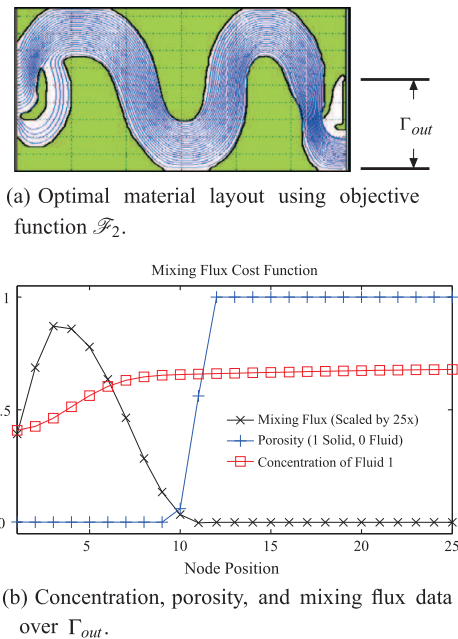 Γout
(a) Optimal material layout using objective
function ℱ2.
Mixing Flux Cost Function
1
.5
0
Mixing Flux (Scaled by 25x)
Porosity (1 Solid, 0 Fluid)
Concentration of Fluid 1
5
10
15
20
25
Node Position
(b) Concentration, porosity, and mixing flux data
over Γout.